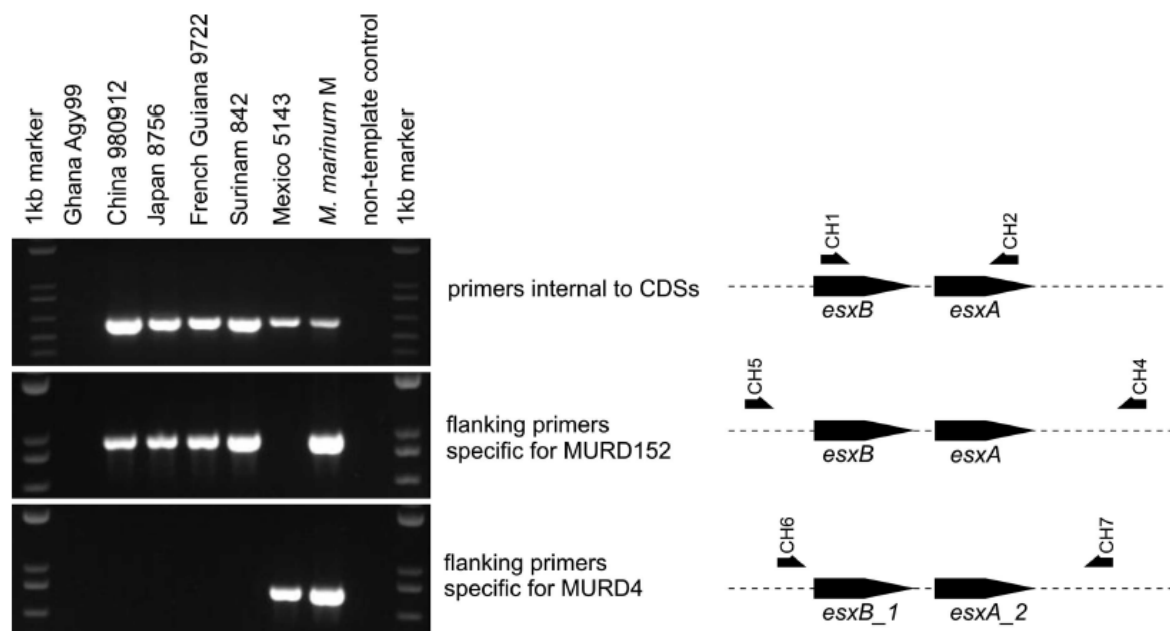 1kb marker
Ghana Agy99
China 980912
Japan 8756
French Guiana 9722
Surinam 842
Mexico 5143
M. marinum M
non-template control
1kb marker
primers internal to CDSs
CH1
CH2
esxB
esxA
flanking primers
specific for MURD152
CH5
CH4
esxB
esxA
flanking primers
specific for MURD4
CH6
CH7
esxB_1
esxA_2